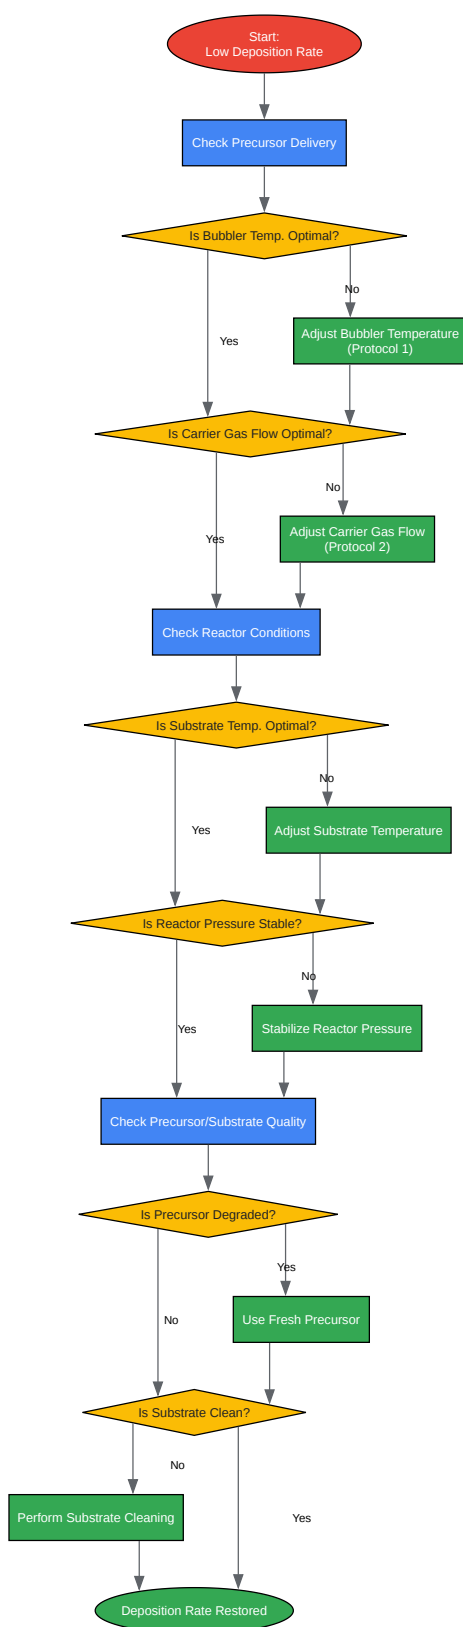 Start:
Low Deposition Rate
Check Precursor Delivery
Is Bubbler Temp. Optimal?
No
Adjust Bubbler Temperature
(Protocol 1)
Yes
Is Carrier Gas Flow Optimal?
No
Adjust Carrier Gas Flow
(Protocol 2)
Yes
Check Reactor Conditions
Is Substrate Temp. Optimal?
No
Adjust Substrate Temperature
Yes
Is Reactor Pressure Stable?
No
Stabilize Reactor Pressure
Yes
Check Precursor/Substrate Quality
Is Precursor Degraded?
Yes
Use Fresh Precursor
No
Is Substrate Clean?
No
Perform Substrate Cleaning
Yes
Deposition Rate Restored